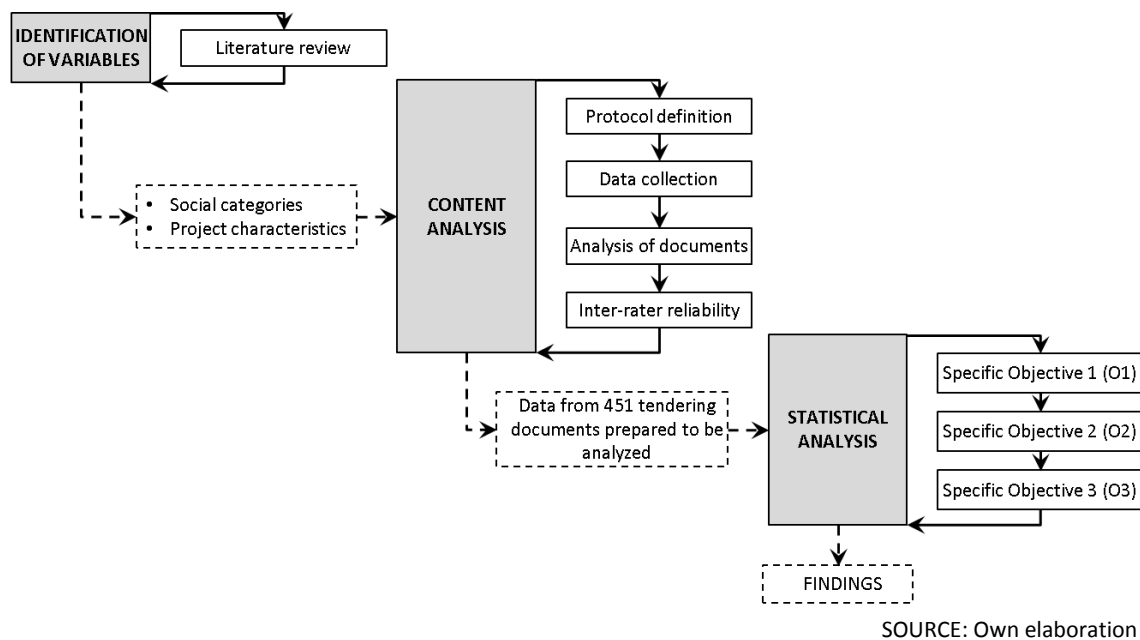 IDENTIFICATION
OF VARIABLES
Literature review
• Social categories
• Project characteristics
CONTENT
ANALYSIS
Protocol definition
Data collection
Analysis of documents
Inter-rater reliability
Data from 451 tendering
documents prepared to be
analyzed
STATISTICAL
ANALYSIS
Specific Objective 1 (O1)
Specific Objective 2 (O2)
Specific Objective 3 (O3)
FINDINGS
SOURCE: Own elaboration